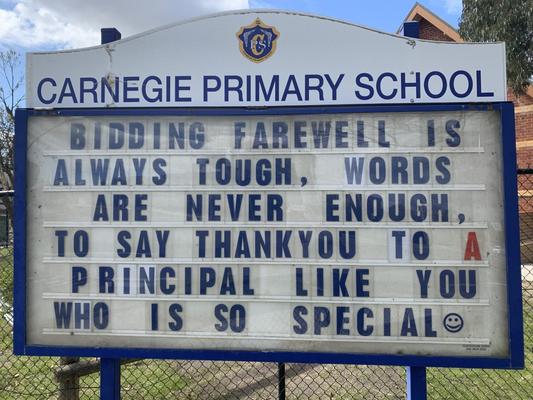 CARNEGIE PRIMARY SCHOOL
BIDDING FAREWELL IS
ALWAYS TOUGH, WORDS
ARE NEVER ENOUGH,
TO SAY THANKYOU TO A
PRINCIPAL LIKE YOU
WHO IS SO SPECIAL☺